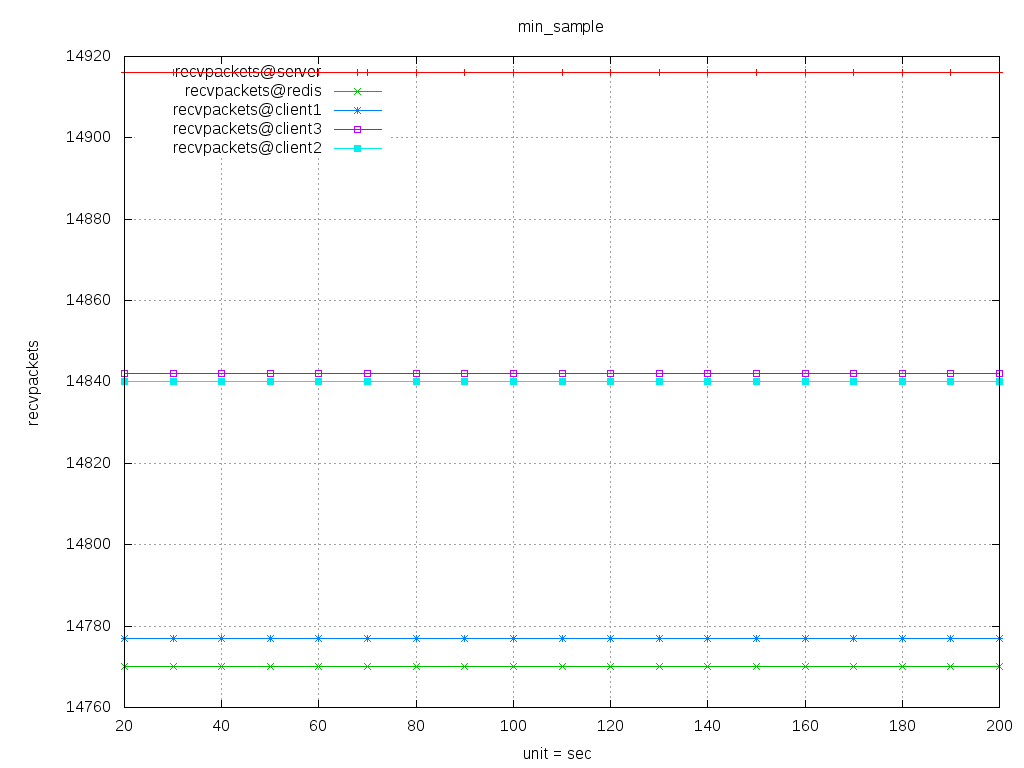 min_sample
14920
recvpackets@server
recvpackets@redis
recvpackets@client1
14900
recvpackets@client3
recvpackets@client2
14880
14860
recvpackets
14840
14820
14800
14780
14760
20 40 60 80 100 120 140 160 180 200
unit = sec